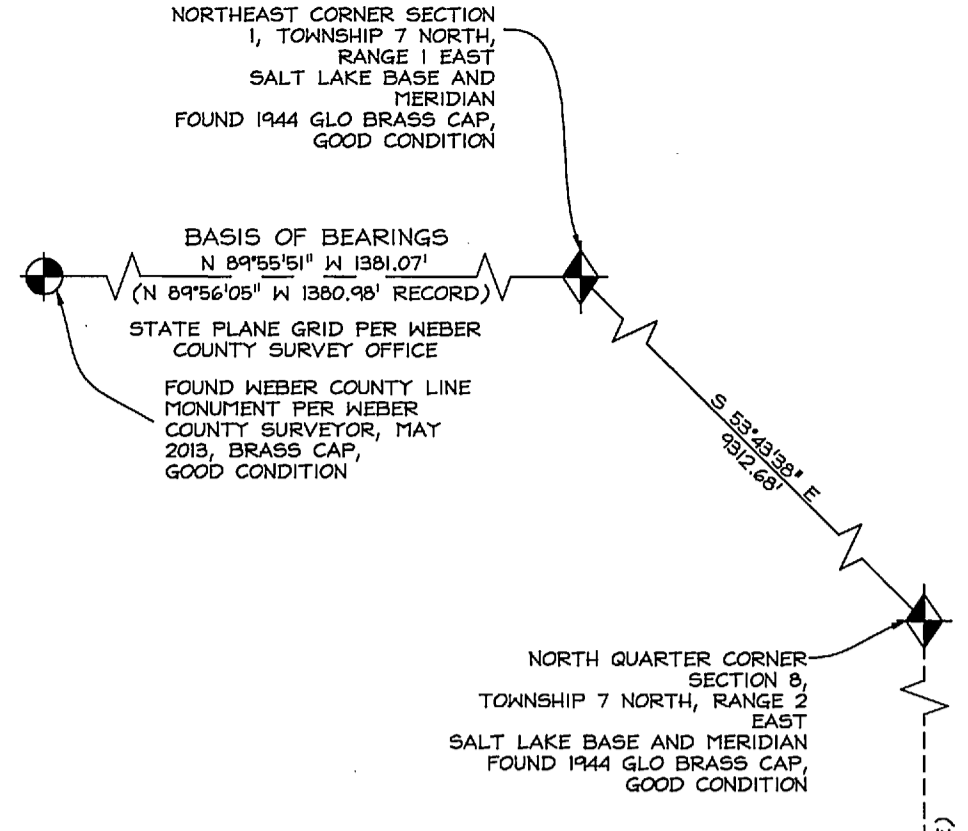 NORTHEAST CORNER SECTION
1, TOWNSHIP 7 NORTH,
RANGE 1 EAST
SALT LAKE BASE AND
MERIDIAN
FOUND 1944 GLO BRASS CAP,
GOOD CONDITION
BASIS OF BEARINGS
N 89°55'51" W 1381.07'
(N 89°56'05" W 1380.98' RECORD)
STATE PLANE GRID PER WEBER
COUNTY SURVEY OFFICE
FOUND WEBER COUNTY LINE
MONUMENT PER WEBER
COUNTY SURVEYOR, MAY
2013, BRASS CAP,
GOOD CONDITION
S 53°43'38" E
9312.68'
NORTH QUARTER CORNER
SECTION 8,
TOWNSHIP 7 NORTH, RANGE 2
EAST
SALT LAKE BASE AND MERIDIAN
FOUND 1944 GLO BRASS CAP,
GOOD CONDITION